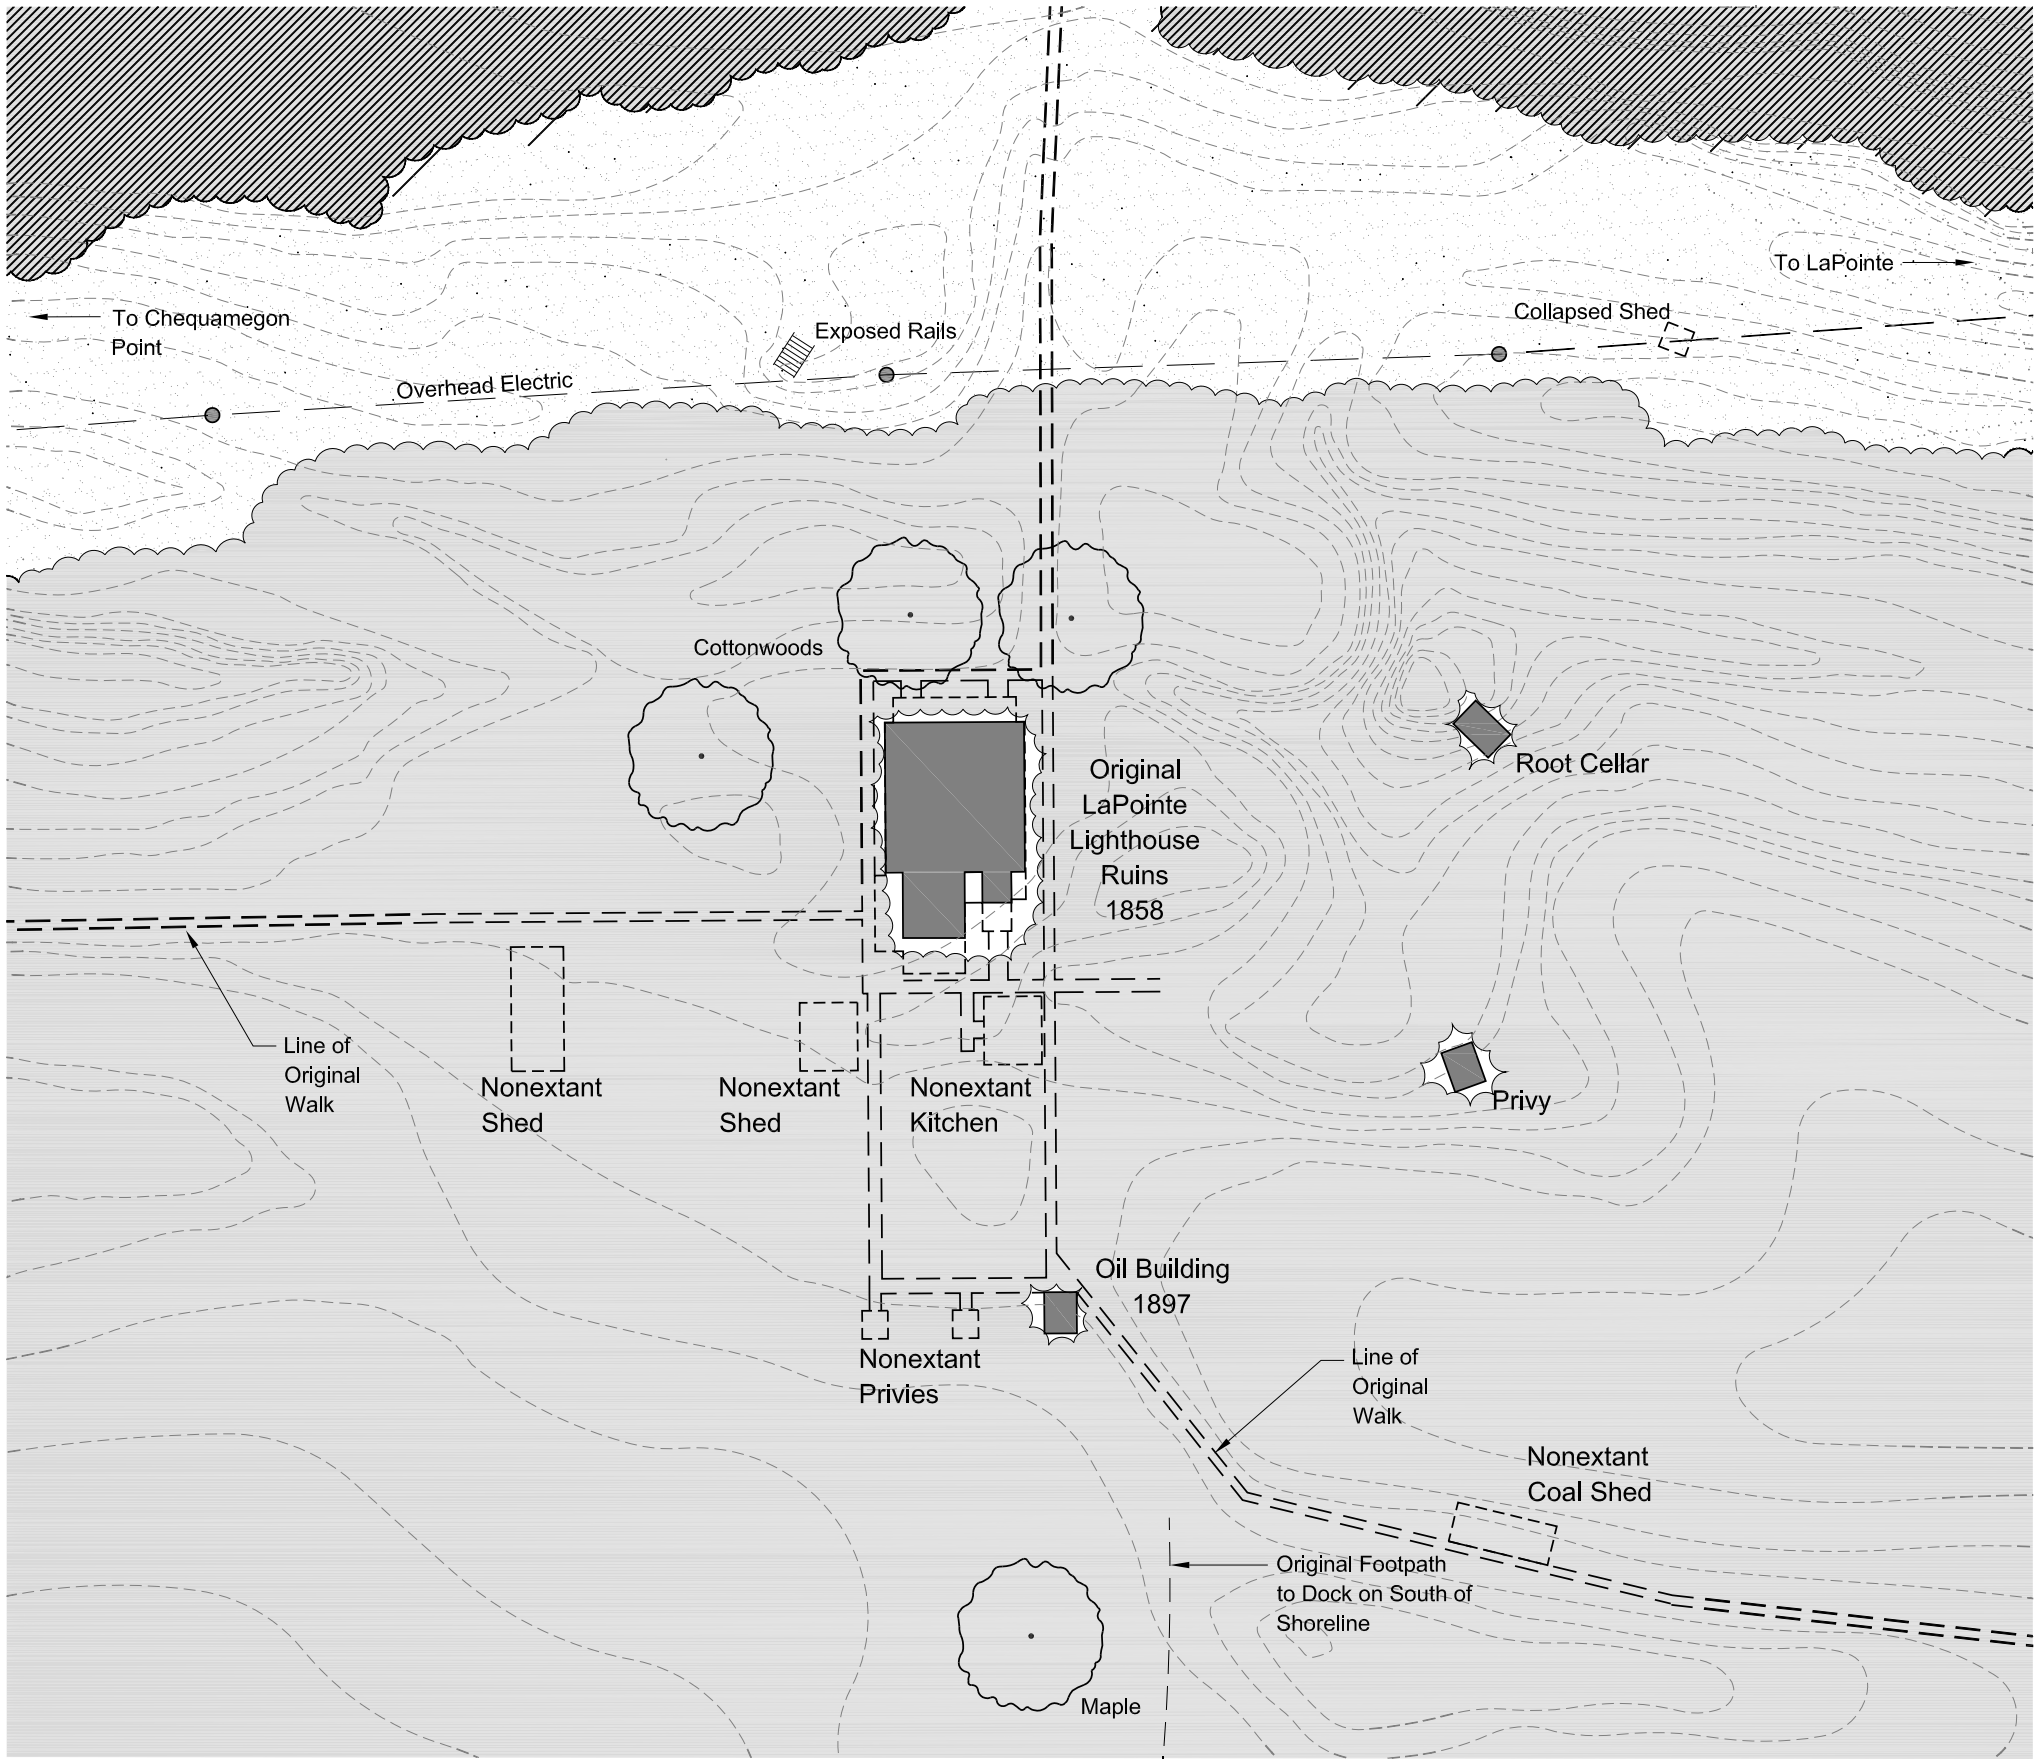 To LaPointe
Collapsed Shed
To Chequamegon
Point
Exposed Rails
Overhead Electric
Cottonwoods
Original
LaPointe
Lighthouse
Ruins
1858
Root Cellar
Line of
Original
Walk
Nonextant
Shed
Nonextant
Shed
Nonextant
Kitchen
Privy
Oil Building
1897
Nonextant
Privies
Line of
Original
Walk
Nonextant
Coal Shed
Original Footpath
to Dock on South of
Shoreline
Maple